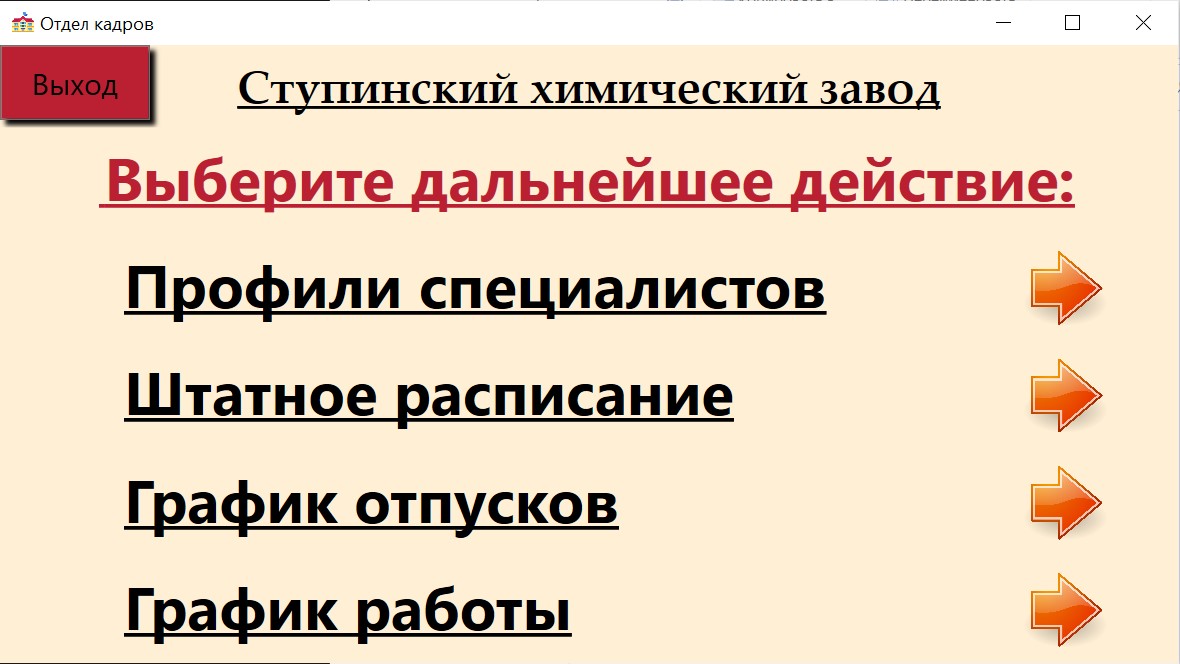 Отдел кадров
Выход
Ступинский химический завод
Выберите дальнейшее действие:
Профили специалистов
Штатное расписание
График отпусков
График работы